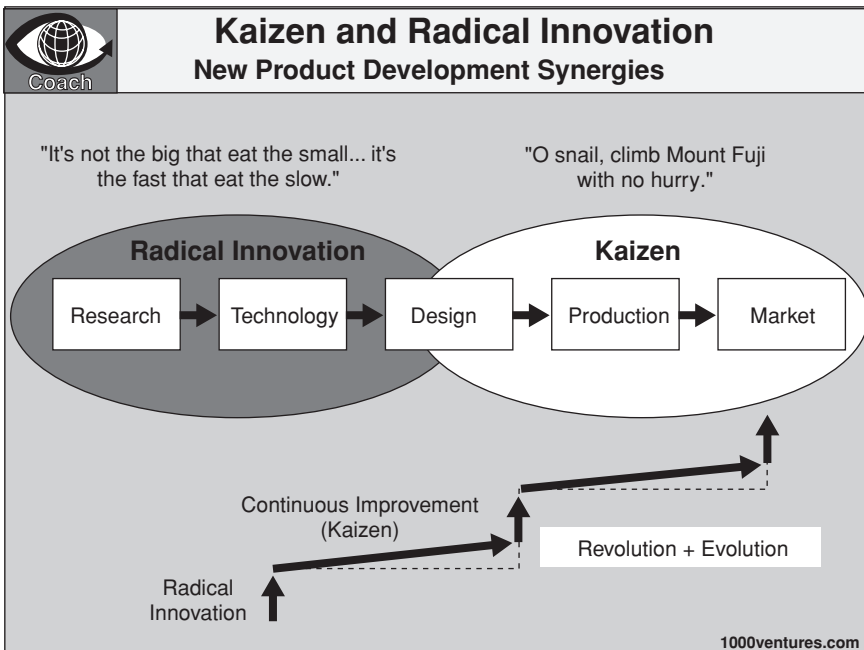 Coach
Kaizen and Radical Innovation
New Product Development Synergies
"It's not the big that eat the small... it's
the fast that eat the slow."
"O snail, climb Mount Fuji
with no hurry."
Radical Innovation
Kaizen
Research
Technology
Design
Production
Market
Continuous Improvement
(Kaizen)
Revolution + Evolution
Radical
Innovation
1000ventures.com